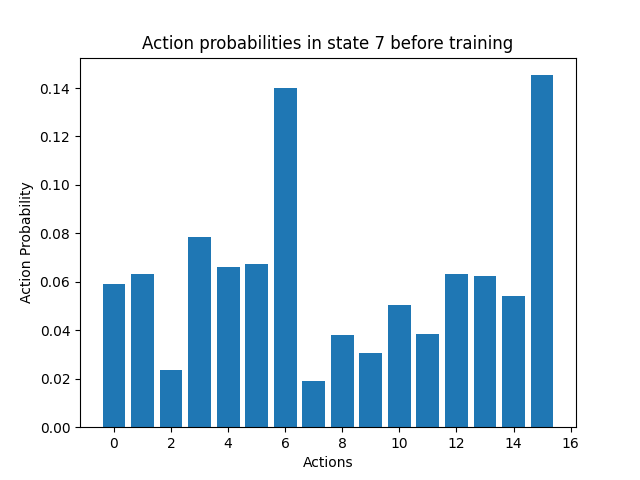 Action probabilities in state 7 before training
0.14
0.12
0.10
0.08
0.06
0.04
0.02
0.00
Action Probability
0 2 4 6 8 10 12 14 16
Actions